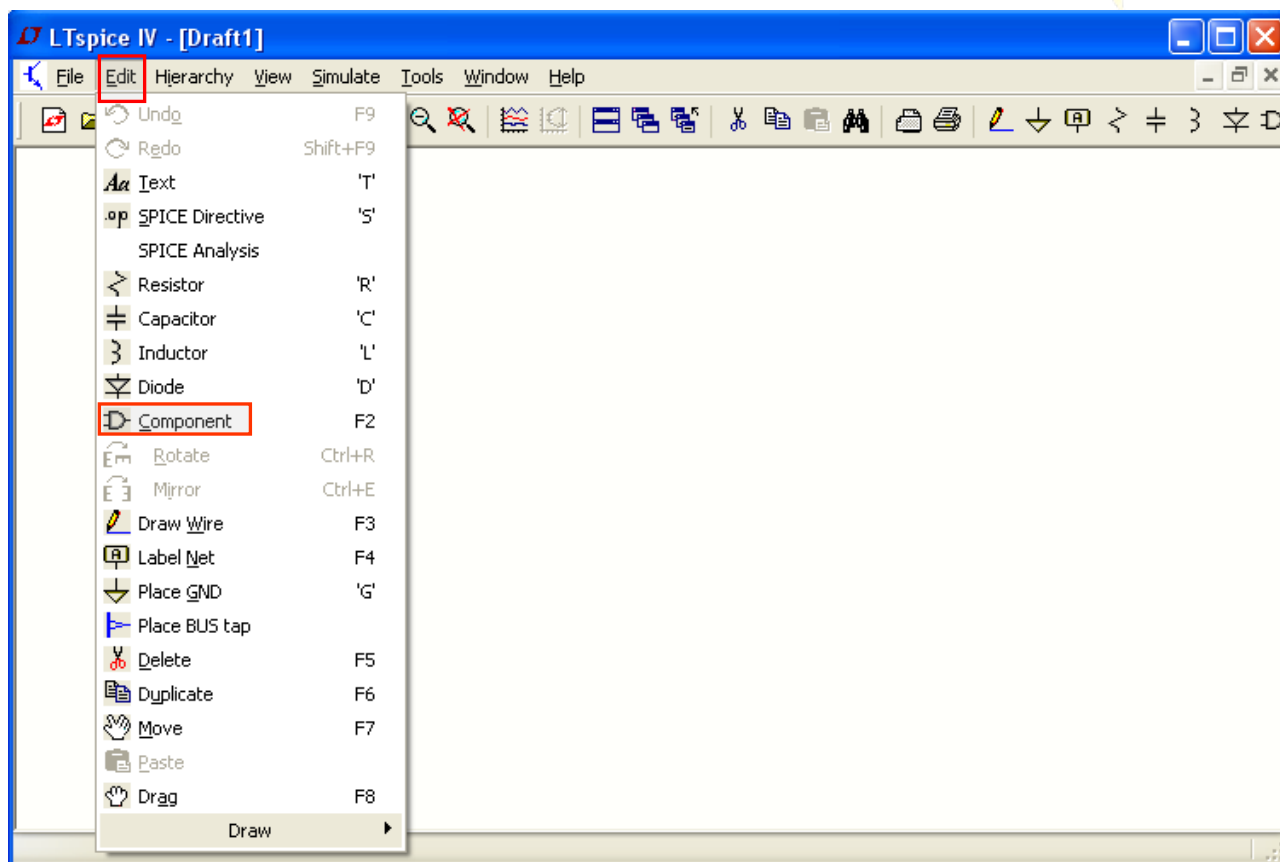 LTspice IV - [Draft1]
File Edit Hierarchy View Simulate Tools Window Help
Undo F9
Redo Shift+F9
Aa Text 'T'
.op SPICE Directive 'S'
SPICE Analysis
Resistor 'R'
Capacitor 'C'
Inductor 'L'
Diode 'D'
Component F2
Rotate Ctrl+R
Mirror Ctrl+E
Draw Wire F3
Label Net F4
Place GND 'G'
Place BUS tap
Delete F5
Duplicate F6
Move F7
Paste
Drag F8
Draw